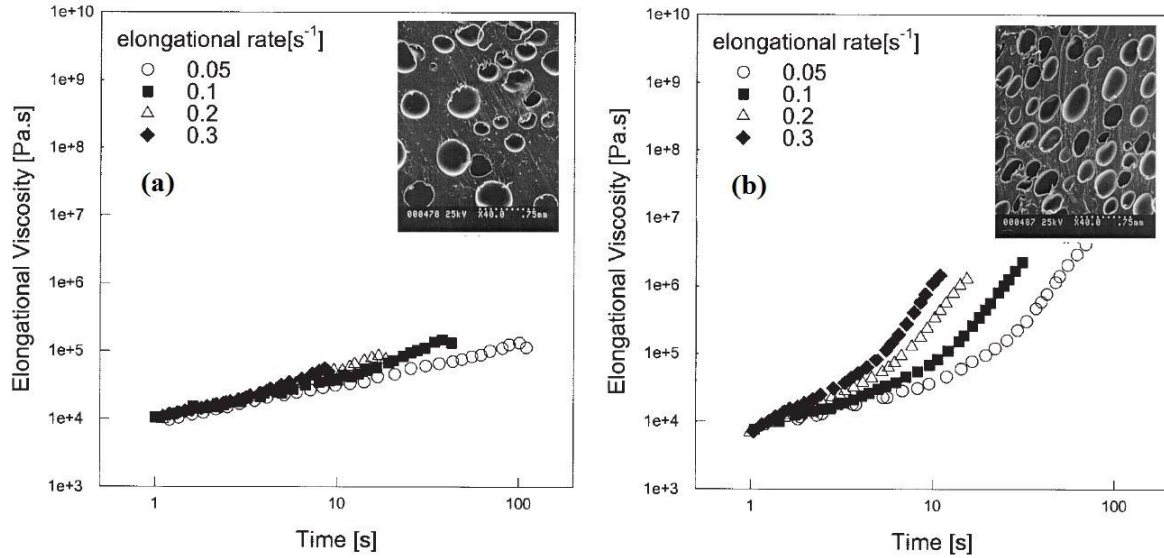 1e+10
1e+9
1e+8
1e+7
1e+6
1e+5
1e+4
1e+3
Elongational Viscosity [Pa.s]
elongational rate[s-1]
0.05
0.1
0.2
0.3
(a)
000478 25kV X40.0 .75mm
1 10 100
Time [s]
1e+10
1e+9
1e+8
1e+7
1e+6
1e+5
1e+4
1e+3
Elongational Viscosity [Pa.s]
elongational rate[s-1]
0.05
0.1
0.2
0.3
(b)
000487 25kV X40.0 .75mm
1 10 100
Time [s]